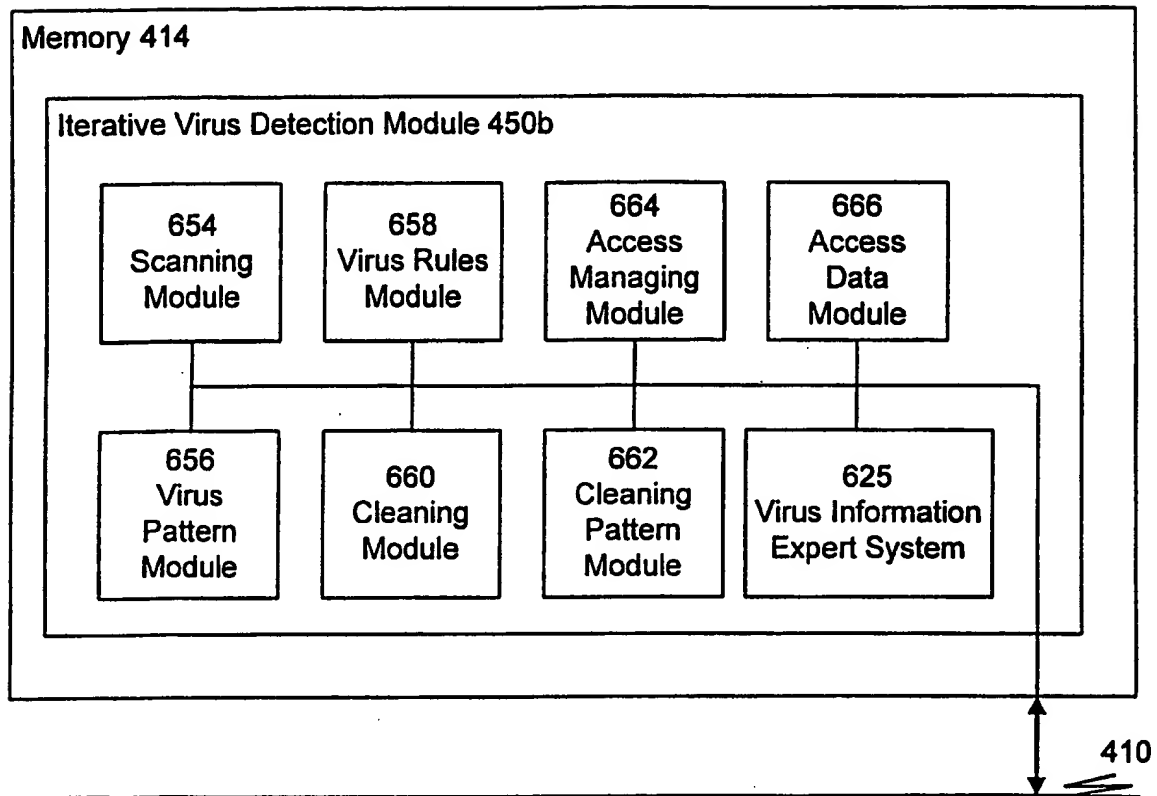 Memory 414
Iterative Virus Detection Module 450b
654
Scanning
Module
658
Virus Rules
Module
664
Access
Managing
Module
666
Access
Data
Module
656
Virus
Pattern
Module
660
Cleaning
Module
662
Cleaning
Pattern
Module
625
Virus Information
Expert System
410